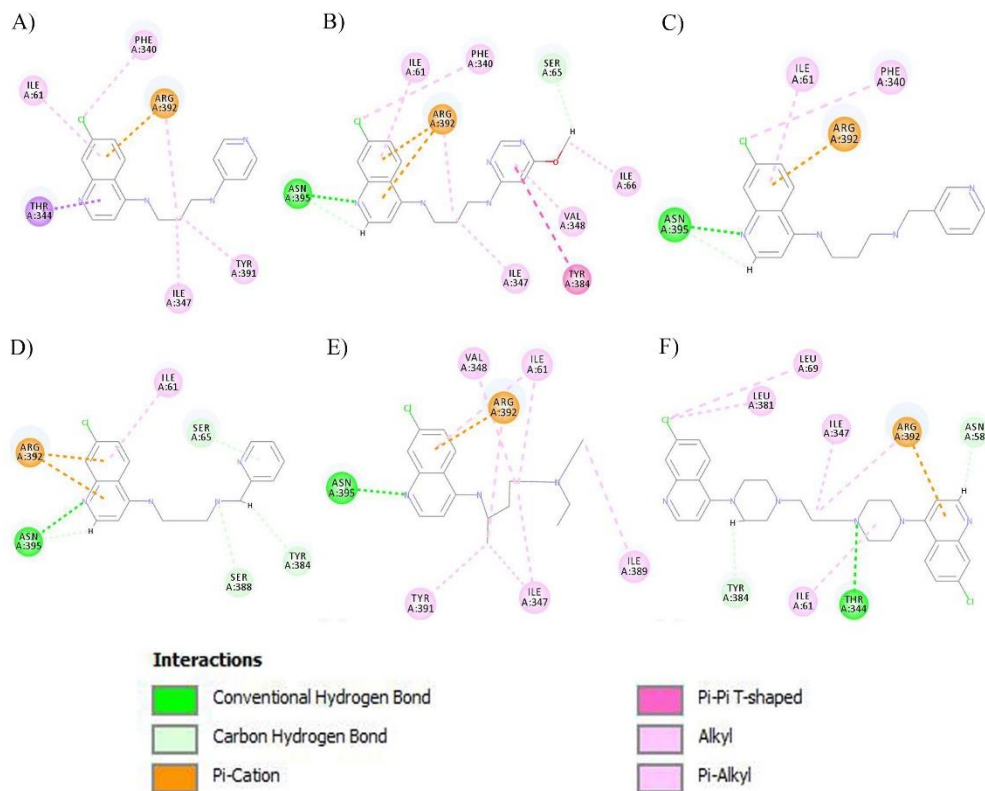 A)
PHE
A:340
ILE
A:61
ARG
A:392
Cl
N
N
N
N
THR
A:344
TYR
A:391
ILE
A:347
B)
ILE
A:61
PHE
A:340
SER
A:65
Cl
ARG
A:392
H
N
O
N
ASN
A:395
N
N
N
H
ILE
A:66
VAL
A:348
ILE
A:347
TYR
A:384
C)
ILE
A:61
PHE
A:340
Cl
ARG
A:392
N
ASN
A:395
N
N
N
H
D)
ILE
A:61
Cl
SER
A:65
ARG
A:392
N
N
N
N
H
H
ASN
A:395
SER
A:388
TYR
A:384
E)
VAL
A:348
ILE
A:61
ARG
A:392
Cl
ASN
A:395
N
N
N
TYR
A:391
ILE
A:347
ILE
A:389
F)
LEU
A:69
LEU
A:381
Cl
ILE
A:347
ARG
A:392
ASN
A:58
H
N
N
N
N
N
N
H
TYR
A:384
ILE
A:61
THR
A:344
Cl
Interactions
Conventional Hydrogen Bond
Carbon Hydrogen Bond
Pi-Cation
Pi-Pi T-shaped
Alkyl
Pi-Alkyl